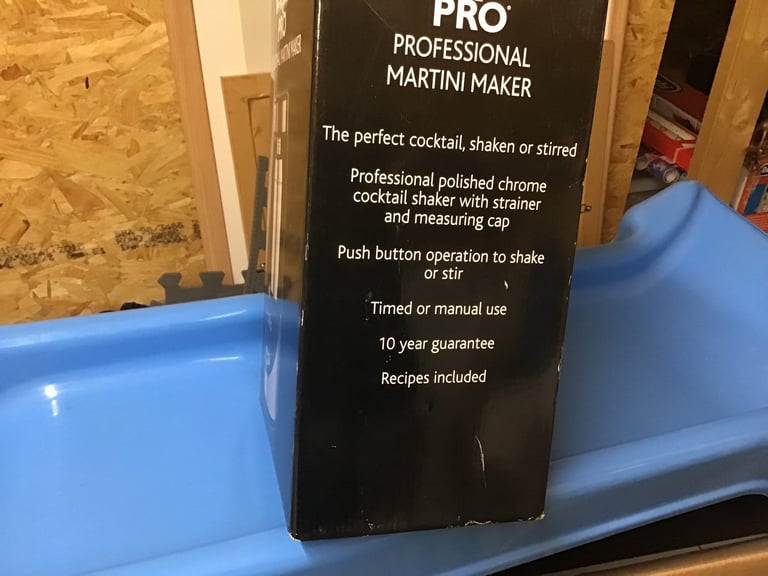 PRO
PROFESSIONAL
MARTINI MAKER
The perfect cocktail, shaken or stirred
Professional polished chrome
cocktail shaker with strainer
and measuring cap
Push button operation to shake
or stir
Timed or manual use
10 year guarantee
Recipes included